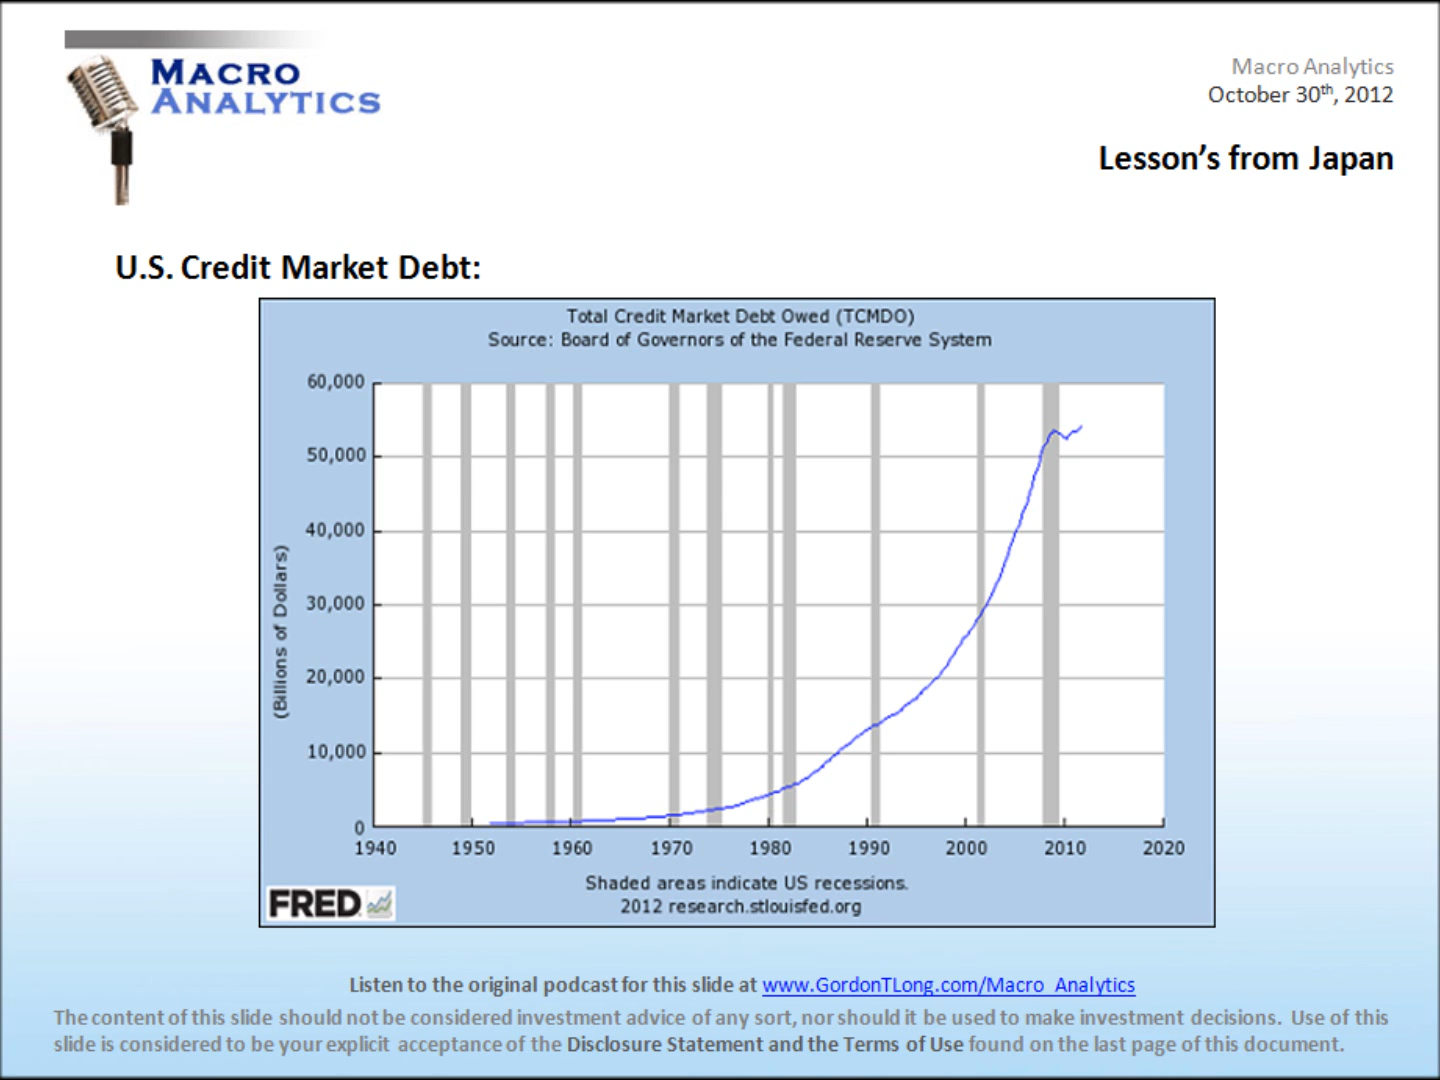 MACRO
ANALYTICS
Macro Analytics
October 30th, 2012
Lesson's from Japan
U.S. Credit Market Debt:
Total Credit Market Debt Owed (TCMDO)
Source: Board of Governors of the Federal Reserve System
(Billions of Dollars)
60,000
50,000
40,000
30,000
20,000
10,000
0
1940 1950 1960 1970 1980 1990 2000 2010 2020
Shaded areas indicate US recessions.
2012 research.stlouisfed.org
FRED
Listen to the original podcast for this slide at www.GordonTLong.com/Macro_Analytics
The content of this slide should not be considered investment advice of any sort, nor should it be used to make investment decisions. Use of this
slide is considered to be your explicit acceptance of the Disclosure Statement and the Terms of Use found on the last page of this document.